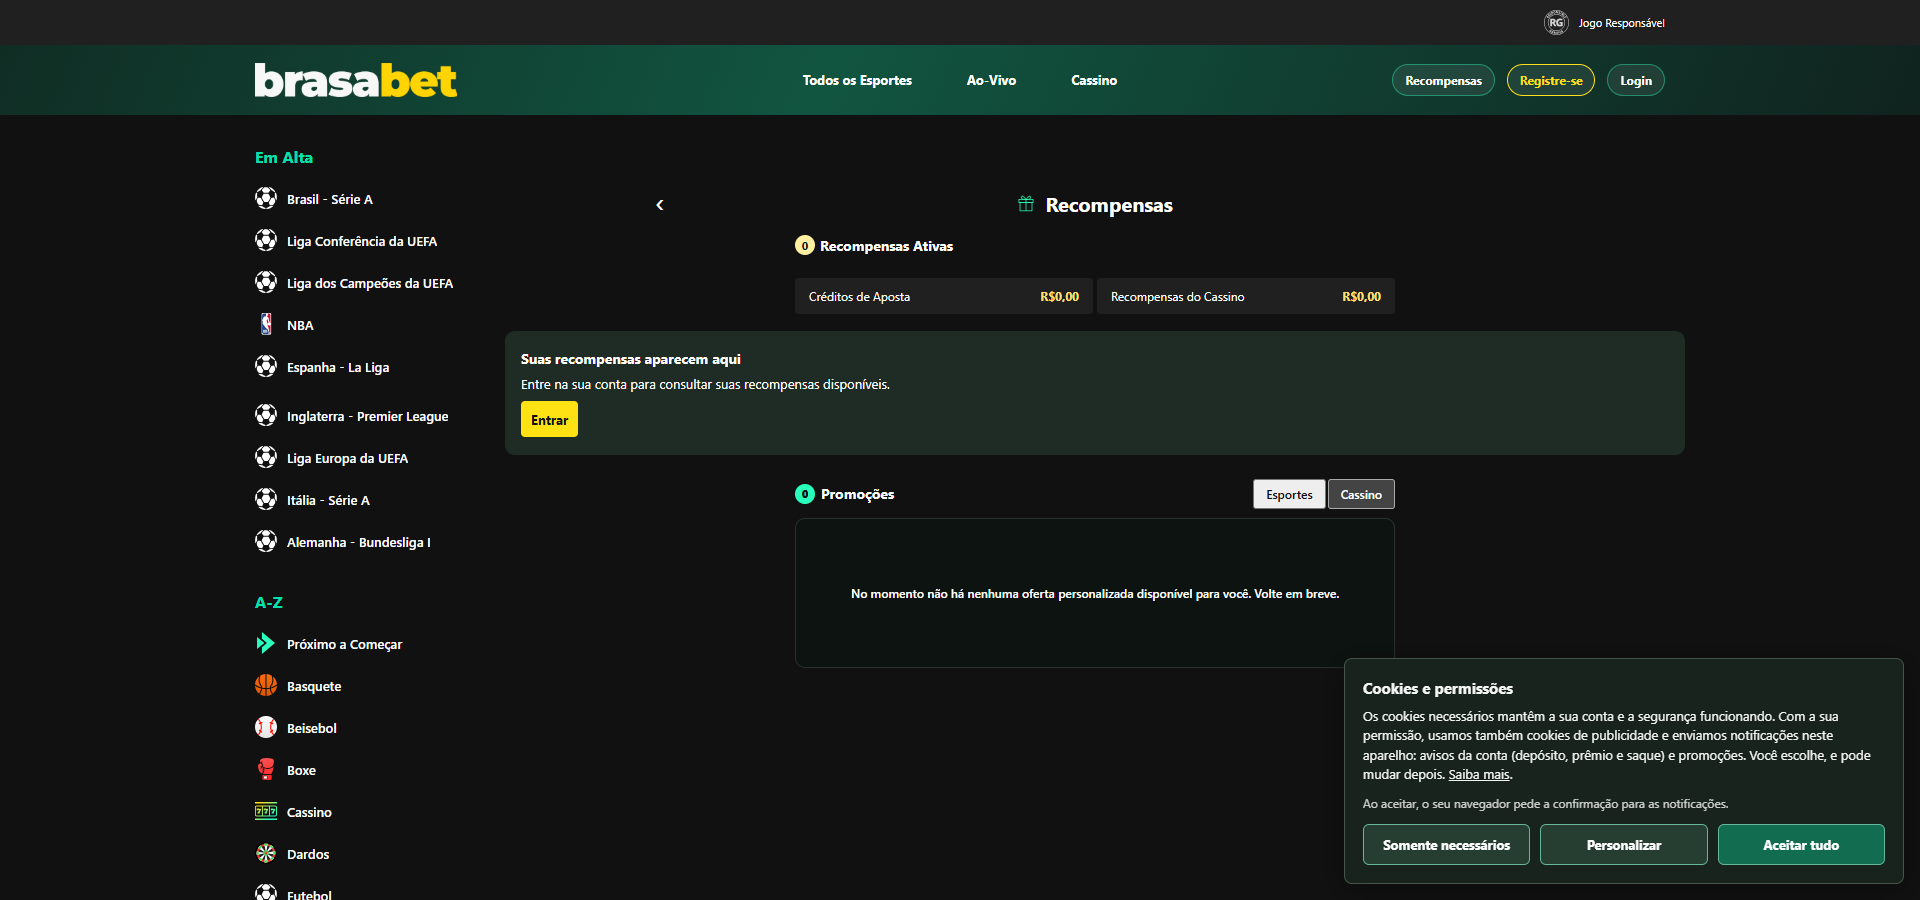 RG Jogo Responsável
brasabet
Todos os Esportes Ao-Vivo Cassino
Recompensas Registre-se Login
Em Alta
Brasil - Série A
Liga Conferência da UEFA
Liga dos Campeões da UEFA
NBA
Espanha - La Liga
Inglaterra - Premier League
Liga Europa da UEFA
Itália - Série A
Alemanha - Bundesliga I
A-Z
Próximo a Começar
Basquete
Beisebol
Boxe
Cassino
Dardos
Futebol
Recompensas
0 Recompensas Ativas
Créditos de Aposta R$0,00
Recompensas do Cassino R$0,00
Suas recompensas aparecem aqui
Entre na sua conta para consultar suas recompensas disponíveis.
Entrar
0 Promoções
Esportes Cassino
No momento não há nenhuma oferta personalizada disponível para você. Volte em breve.
Cookies e permissões
Os cookies necessários mantêm a sua conta e a segurança funcionando. Com a sua
permissão, usamos também cookies de publicidade e enviamos notificações neste
aparelho: avisos da conta (depósito, prêmio e saque) e promoções. Você escolhe, e pode
mudar depois. Saiba mais.
Ao aceitar, o seu navegador pede a confirmação para as notificações.
Somente necessários Personalizar Aceitar tudo